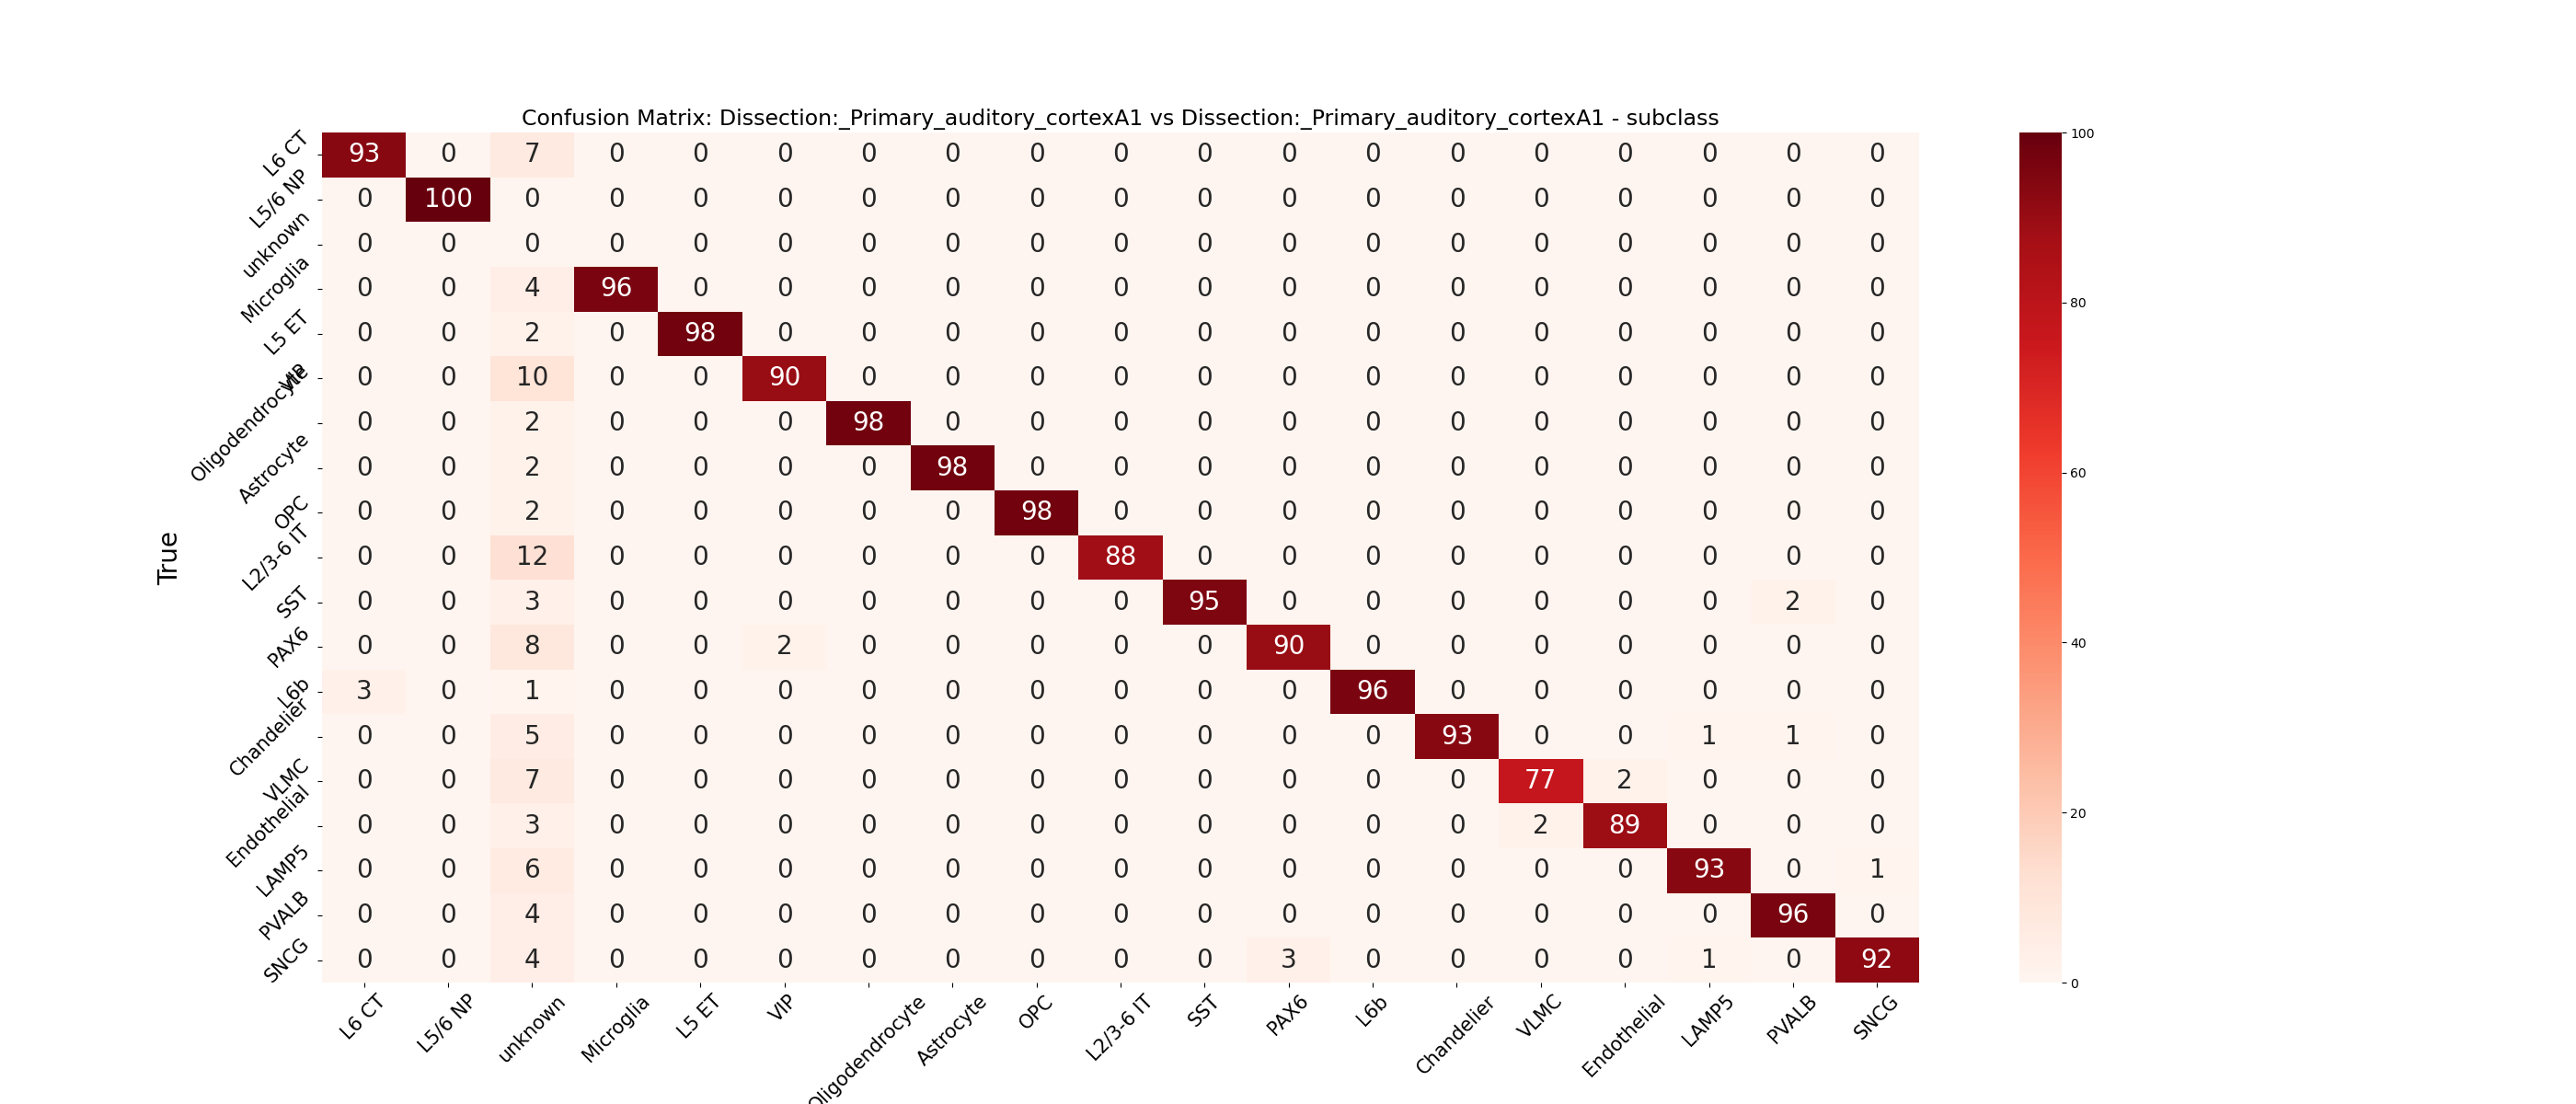 Confusion Matrix: Dissection:_Primary_auditory_cortexA1 vs Dissection:_Primary_auditory_cortexA1 - subclass
True
L6 CT 93 0 7 0 0 0 0 0 0 0 0 0 0 0 0 0 0 0 0
L5/6 NP 0 100 0 0 0 0 0 0 0 0 0 0 0 0 0 0 0 0 0
unknown 0 0 0 0 0 0 0 0 0 0 0 0 0 0 0 0 0 0 0
Microglia 0 0 4 96 0 0 0 0 0 0 0 0 0 0 0 0 0 0 0
L5 ET 0 0 2 0 98 0 0 0 0 0 0 0 0 0 0 0 0 0 0
VIP 0 0 10 0 0 90 0 0 0 0 0 0 0 0 0 0 0 0 0
Oligodendrocyte 0 0 2 0 0 0 98 0 0 0 0 0 0 0 0 0 0 0 0
Astrocyte 0 0 2 0 0 0 0 98 0 0 0 0 0 0 0 0 0 0 0
OPC 0 0 2 0 0 0 0 0 98 0 0 0 0 0 0 0 0 0 0
L2/3-6 IT 0 0 12 0 0 0 0 0 0 88 0 0 0 0 0 0 0 0 0
SST 0 0 3 0 0 0 0 0 0 0 95 0 0 0 0 0 0 2 0
PAX6 0 0 8 0 0 2 0 0 0 0 0 90 0 0 0 0 0 0 0
L6b 3 0 1 0 0 0 0 0 0 0 0 0 96 0 0 0 0 0 0
Chandelier 0 0 5 0 0 0 0 0 0 0 0 0 0 93 0 0 1 1 0
VLMC 0 0 7 0 0 0 0 0 0 0 0 0 0 0 77 2 0 0 0
Endothelial 0 0 3 0 0 0 0 0 0 0 0 0 0 0 2 89 0 0 0
LAMP5 0 0 6 0 0 0 0 0 0 0 0 0 0 0 0 0 93 0 1
PVALB 0 0 4 0 0 0 0 0 0 0 0 0 0 0 0 0 0 96 0
SNCG 0 0 4 0 0 0 0 0 0 0 0 3 0 0 0 0 1 0 92
L6 CT L5/6 NP unknown Microglia L5 ET VIP Oligodendrocyte Astrocyte OPC L2/3-6 IT SST PAX6 L6b Chandelier VLMC Endothelial LAMP5 PVALB SNCG
100
80
60
40
20
0